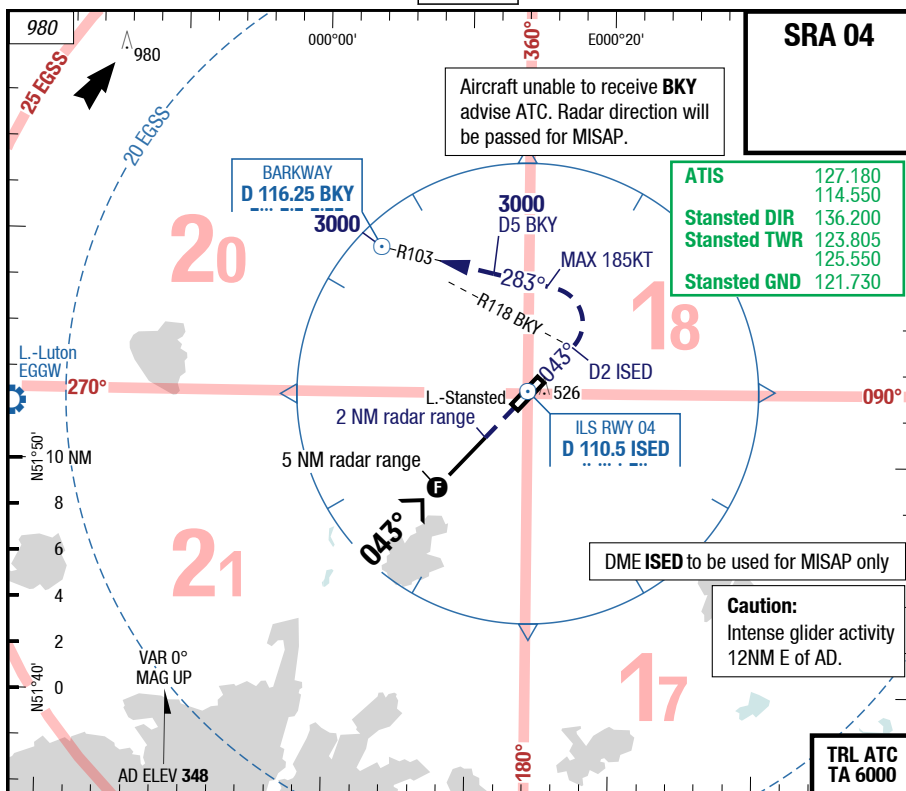 980
000°00'
360°
E000°20'
SRA 04
980
25 EGSS
20 EGSS
Aircraft unable to receive BKY
advise ATC. Radar direction will
be passed for MISAP.
BARKWAY
D 116.25 BKY
ATIS 127.180
114.550
Stansted DIR 136.200
Stansted TWR 123.805
125.550
Stansted GND 121.730
3000
3000
D5 BKY
R103
283°
MAX 185KT
20
18
R118 BKY
L.-Luton
EGGW
270°
043°
D2 ISED
L.-Stansted
526
090°
2 NM radar range
ILS RWY 04
D 110.5 ISED
N51°50'
10 NM
5 NM radar range
F
8
043°
6
21
DME ISED to be used for MISAP only
4
Caution:
Intense glider activity
12NM E of AD.
2
VAR 0°
MAG UP
17
N51°40'
0
180°
AD ELEV 348
TRL ATC
TA 6000